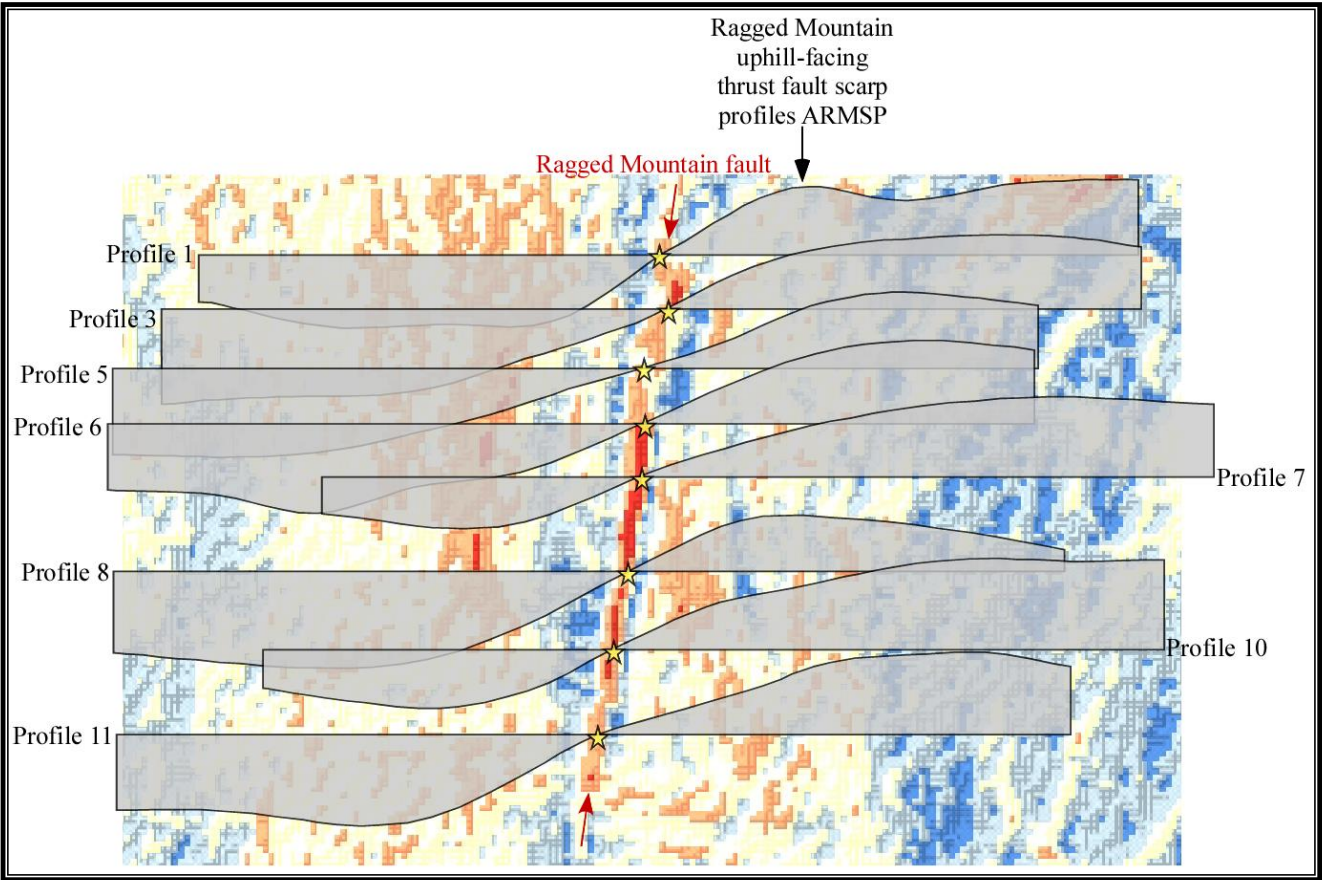 Ragged Mountain
uphill-facing
thrust fault scarp
profiles ARMSP
Ragged Mountain fault
Profile 1
Profile 3
Profile 5
Profile 6
Profile 7
Profile 8
Profile 10
Profile 11